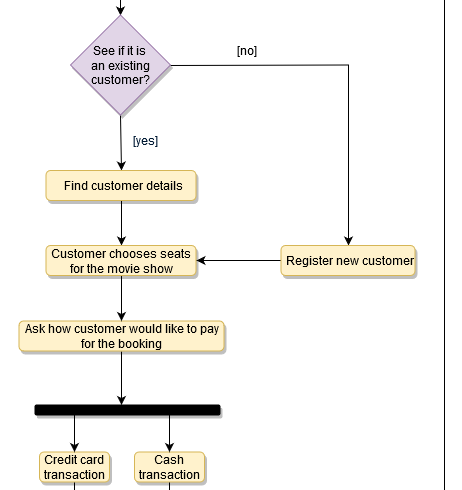 See if it is
an existing
customer?
[no]
[yes]
Find customer details
Customer chooses seats
for the movie show
Register new customer
Ask how customer would like to pay
for the booking
Credit card
transaction
Cash
transaction